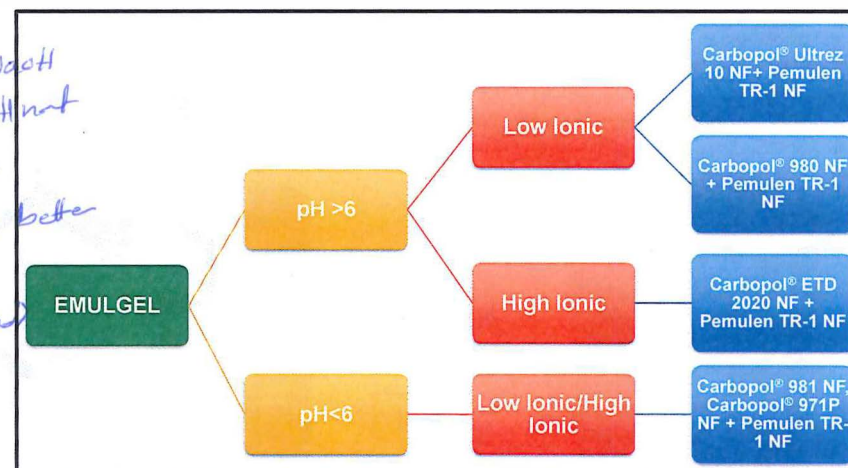 better
EMULGEL
pH >6
pH<6
Low Ionic
High Ionic
Low Ionic/High
Ionic
Carbopol® Ultrez
10 NF+ Pemulen
TR-1 NF
Carbopol® 980 NF
+ Pemulen TR-1
NF
Carbopol® ETD
2020 NF +
Pemulen TR-1 NF
Carbopol® 981 NF,
Carbopol® 971P
NF + Pemulen TR-
1 NF